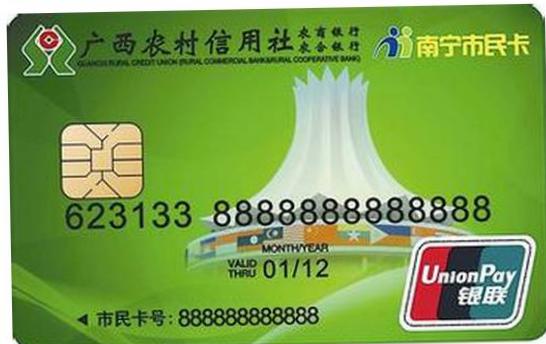 广西农村信用社 农商银行 农合银行
GUANGXI RURAL CREDIT UNION (RURAL COMMERCIAL BANK&RURAL COOPERATIVE BANK)
南宁市民卡
623133 8888888888888
MONTH/YEAR
VALID THRU 01/12
UnionPay
银联
市民卡号:888888888888